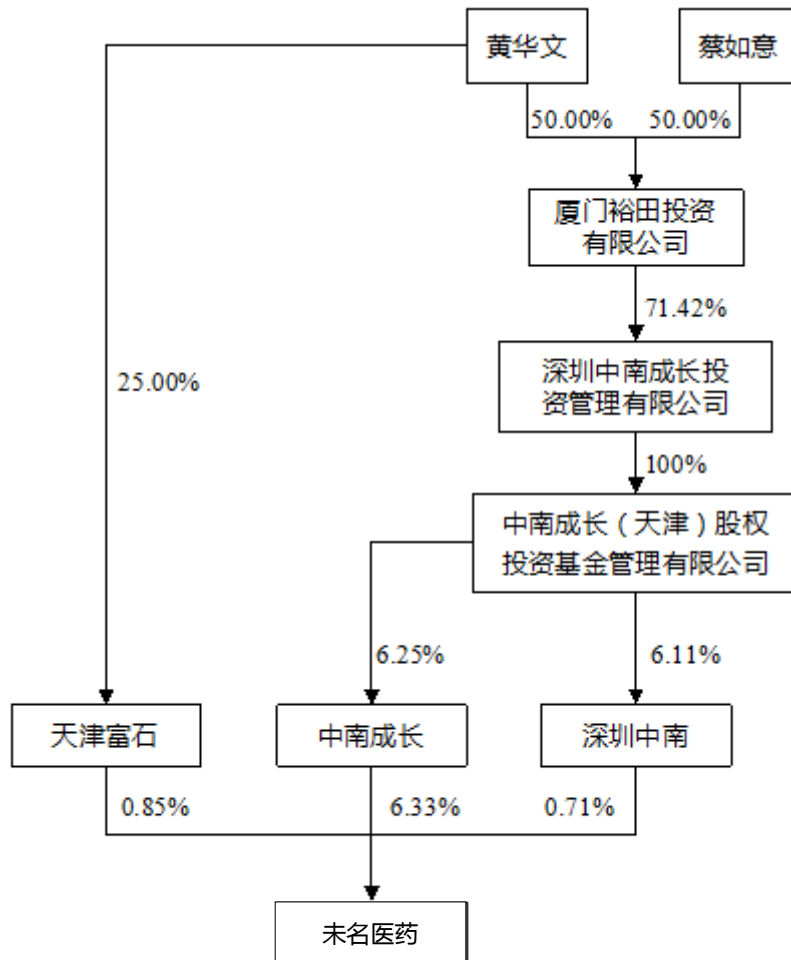 黄华文
蔡如意
50.00%
50.00%
厦门裕田投资
有限公司
71.42%
25.00%
深圳中南成长投
资管理有限公司
100%
中南成长（天津）股权
投资基金管理有限公司
6.25%
6.11%
天津富石
中南成长
深圳中南
0.85%
6.33%
0.71%
未名医药